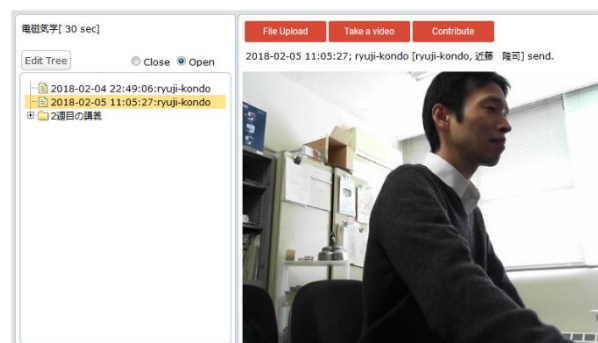 電磁気学[ 30 sec]
Edit Tree
Close
Open
2018-02-04 22:49:06:ryuji-kondo
2018-02-05 11:05:27:ryuji-kondo
2週目の講義
File Upload
Take a video
Contribute
2018-02-05 11:05:27; ryuji-kondo [ryuji-kondo, 近藤 隆司] send.